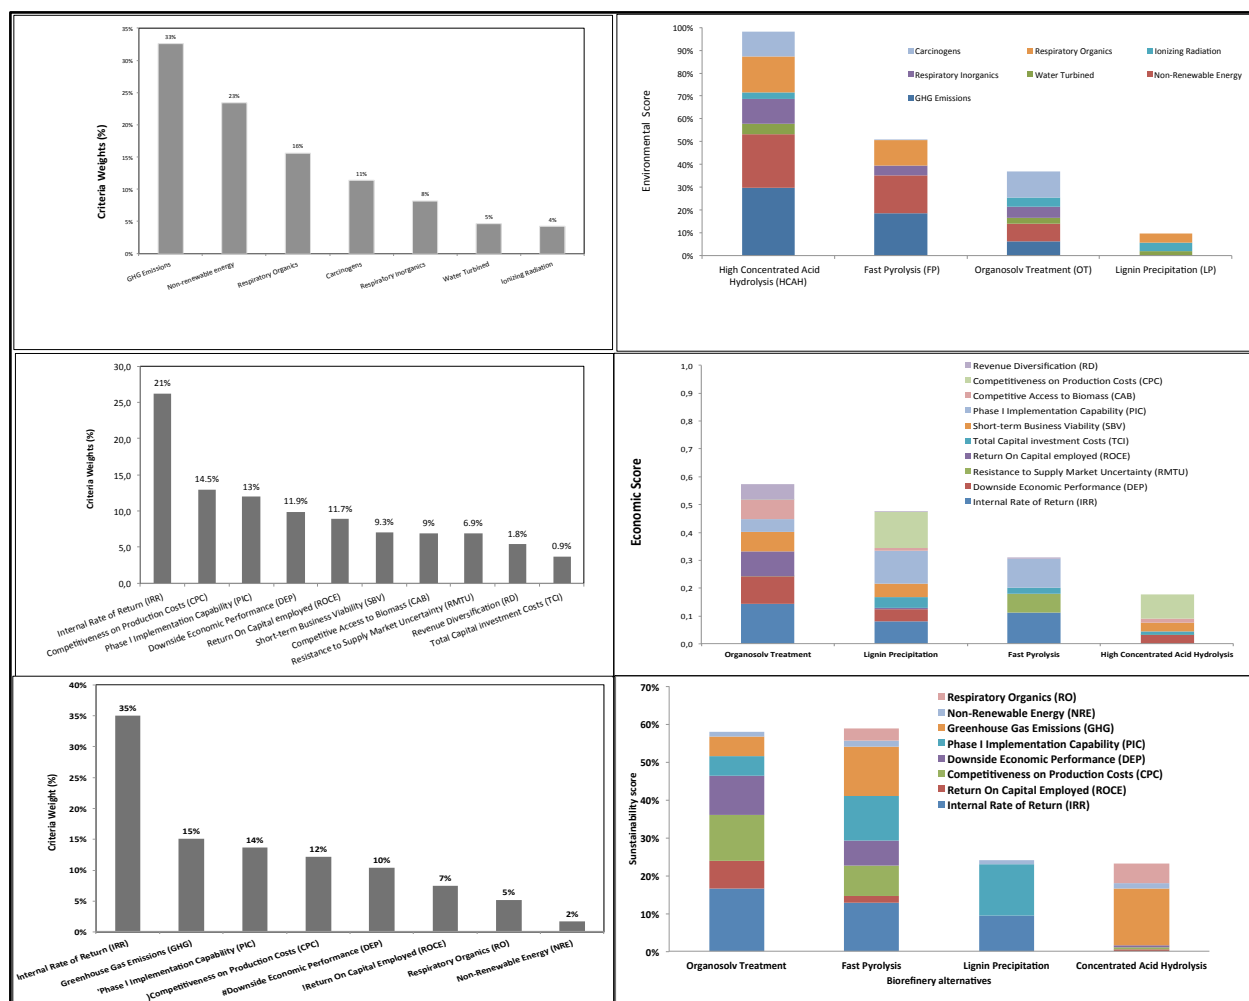 35%
30%
25%
20%
15%
10%
5%
0%
Criteria Weights (%)
33%
23%
16%
11%
8%
5%
4%
GHG Emissions
Non-renewable energy
Respiratory Organics
Carcinogens
Respiratory Inorganics
Water Turbined
Ionizing Radiation
100%
90%
80%
70%
60%
50%
40%
30%
20%
10%
0%
Environmental Score
Carcinogens
Respiratory Organics
Ionizing Radiation
Respiratory Inorganics
Water Turbined
Non-Renewable Energy
GHG Emissions
High Concentrated Acid
Hydrolysis (HCAH)
Fast Pyrolysis (FP)
Organosolv Treatment (OT)
Lignin Precipitation (LP)
30,0
25,0
20,0
15,0
10,0
5,0
0,0
Criteria Weights (%)
21%
14.5%
13%
11.9%
11.7%
9.3%
9%
6.9%
1.8%
0.9%
Internal Rate of Return (IRR)
Competitiveness on Production Costs (CPC)
Phase I Implementation Capability (PIC)
Downside Economic Performance (DEP)
Return On Capital employed (ROCE)
Short-term Business Viability (SBV)
Competitive Access to Biomass (CAB)
Resistance to Supply Market Uncertainty (RMTU)
Revenue Diversification (RD)
Total Capital investment Costs (TCI)
1,0
0,9
0,8
0,7
0,6
0,5
0,4
0,3
0,2
0,1
0,0
Economic Score
Revenue Diversification (RD)
Competitiveness on Production Costs (CPC)
Competitive Access to Biomass (CAB)
Phase I Implementation Capability (PIC)
Short-term Business Viability (SBV)
Total Capital investment Costs (TCI)
Return On Capital employed (ROCE)
Resistance to Supply Market Uncertainty (RMTU)
Downside Economic Performance (DEP)
Internal Rate of Return (IRR)
Organosolv Treatment
Lignin Precipitation
Fast Pyrolysis
High Concentrated Acid Hydrolysis
40%
35%
30%
25%
20%
15%
10%
5%
0%
Criteria Weight (%)
35%
15%
14%
12%
10%
7%
5%
2%
Internal Rate of Return (IRR)
Greenhouse Gas Emissions (GHG)
'Phase I Implementation Capability (PIC)
)Competitiveness on Production Costs (CPC)
#Downside Economic Performance (DEP)
!Return On Capital Employed (ROCE)
Respiratory Organics (RO)
Non-Renewable Energy (NRE)
70%
60%
50%
40%
30%
20%
10%
0%
Sunstainability score
Respiratory Organics (RO)
Non-Renewable Energy (NRE)
Greenhouse Gas Emissions (GHG)
Phase I Implementation Capability (PIC)
Downside Economic Performance (DEP)
Competitiveness on Production Costs (CPC)
Return On Capital Employed (ROCE)
Internal Rate of Return (IRR)
Organosolv Treatment
Fast Pyrolysis
Lignin Precipitation
Concentrated Acid Hydrolysis
Biorefinery alternatives